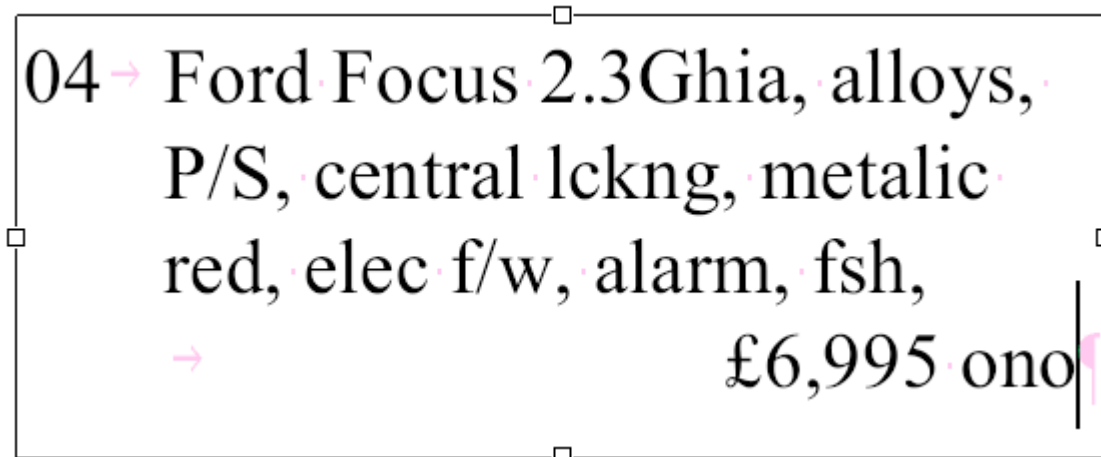 04 Ford Focus 2.3Ghia, alloys,
P/S, central lckng, metalic
red, elec f/w, alarm, fsh,
£6,995 ono